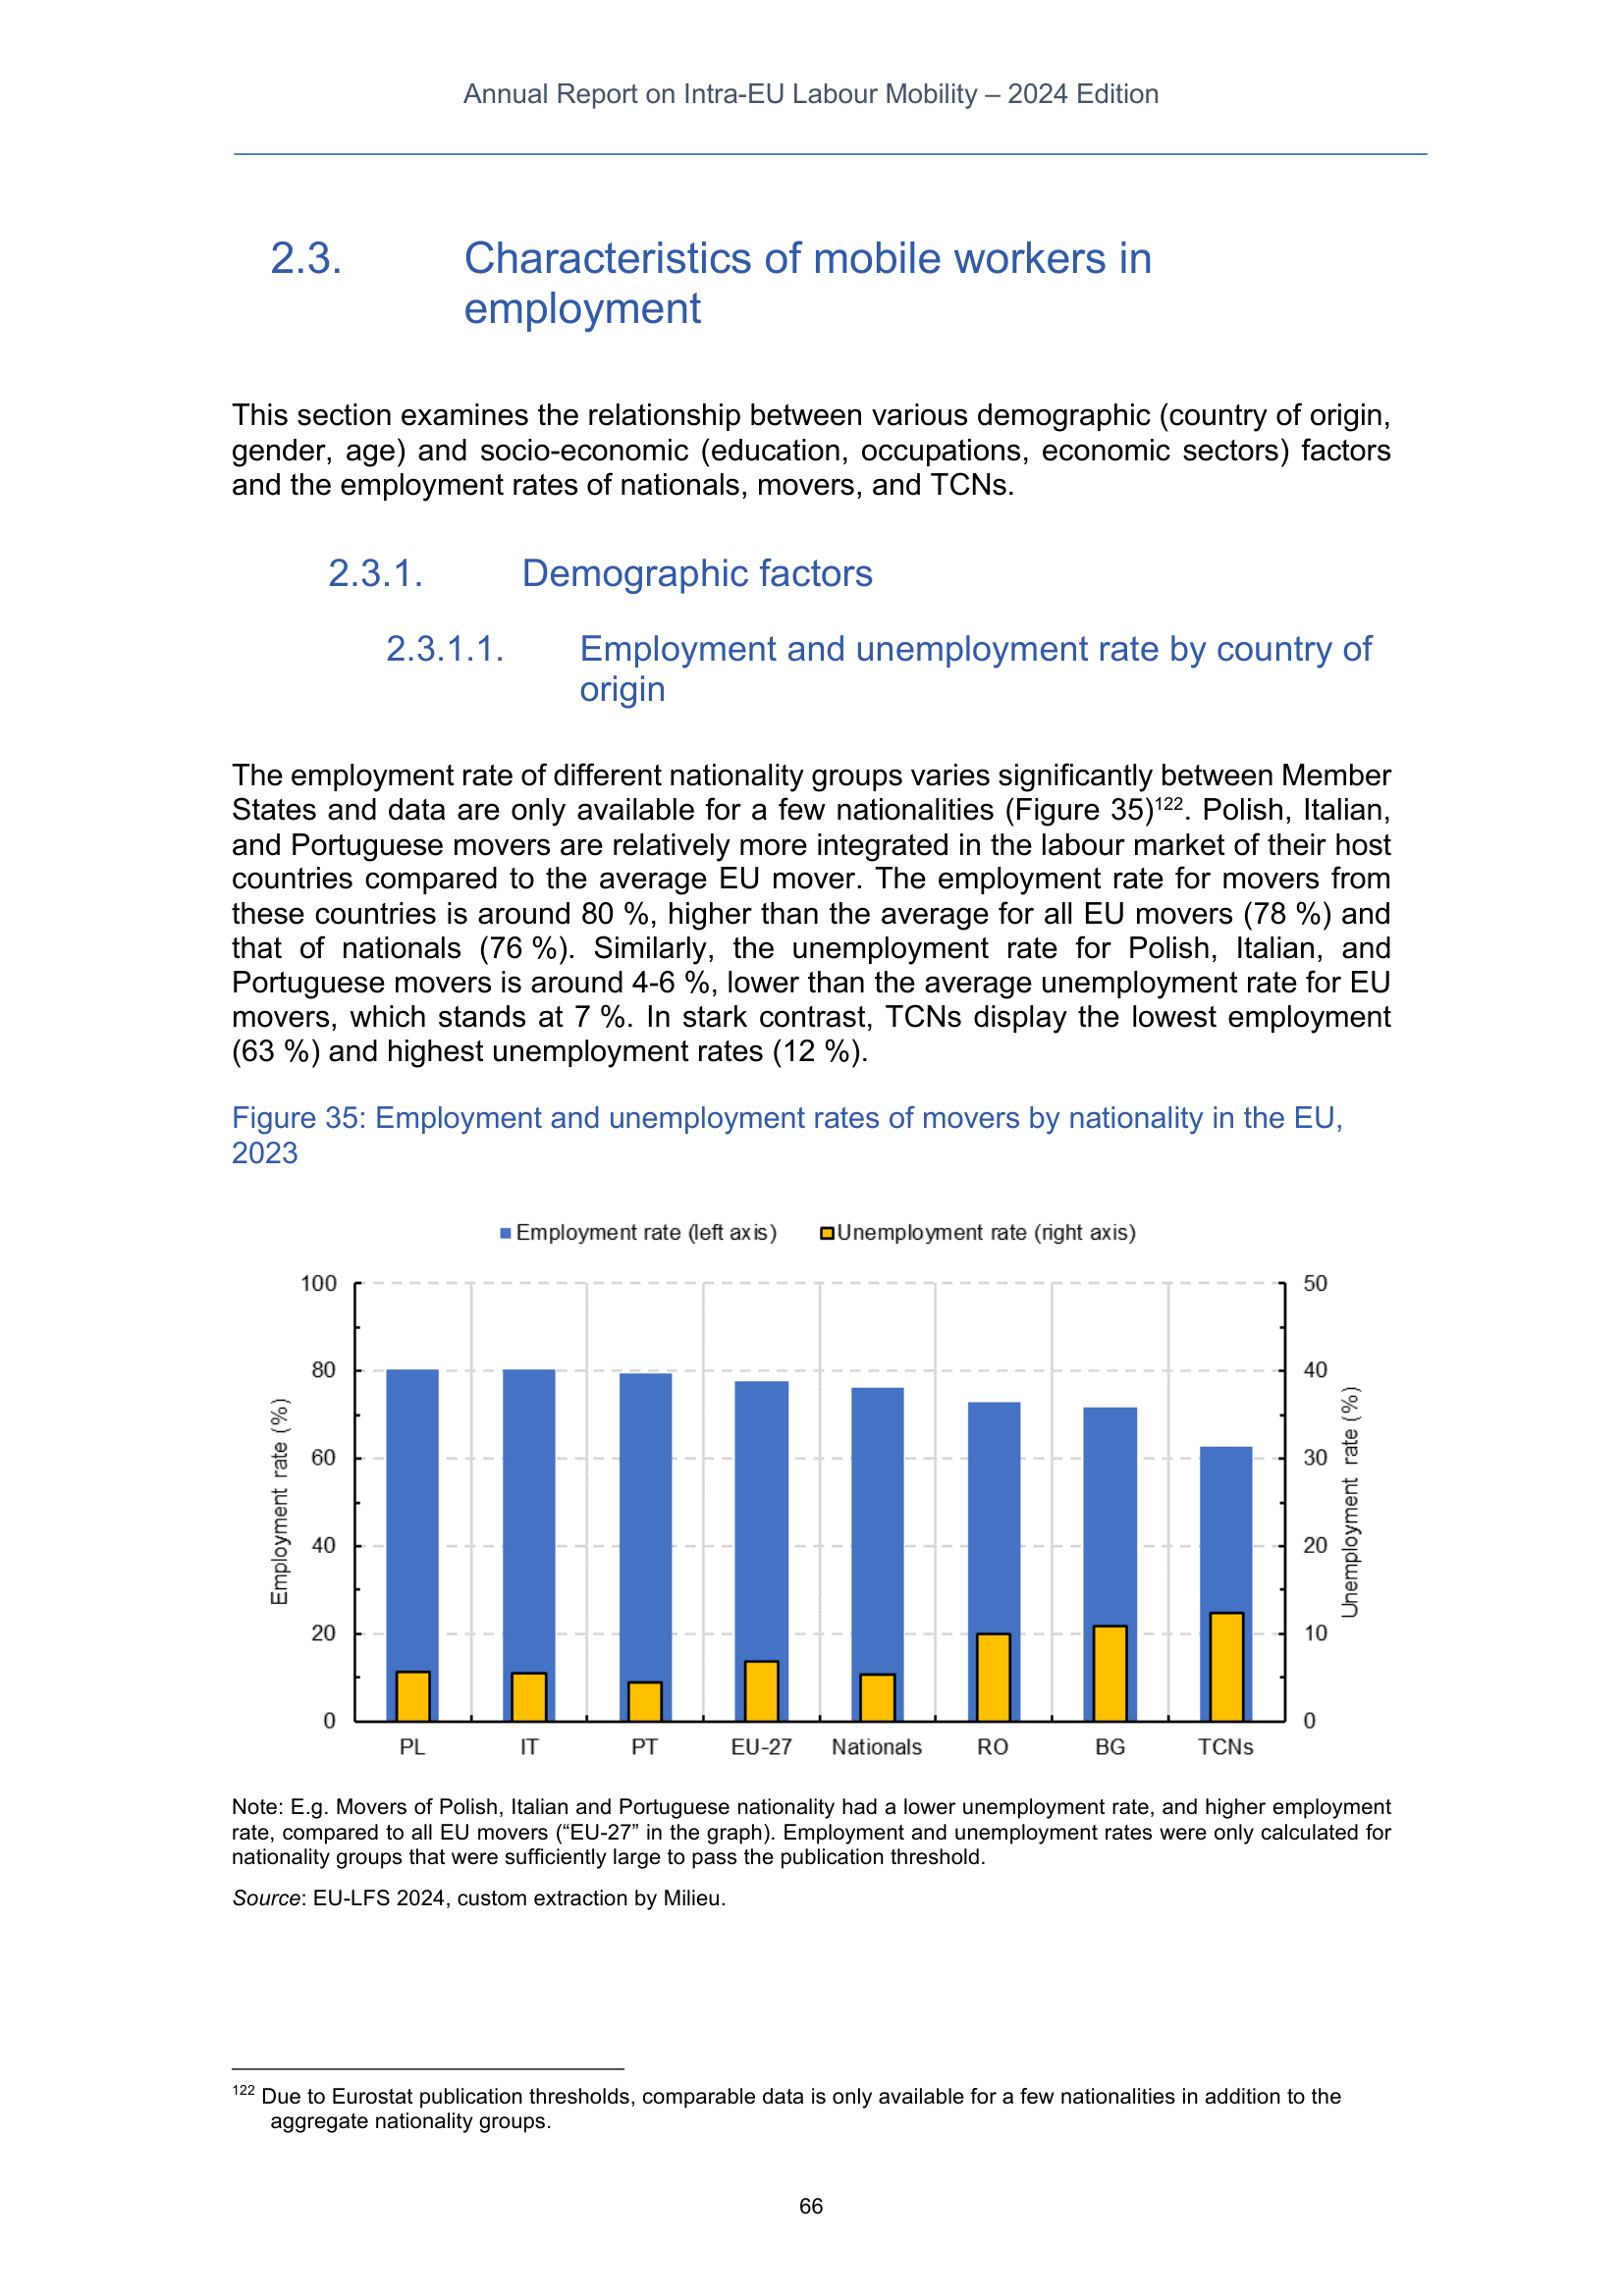 Annual Report on Intra-EU Labour Mobility – 2024 Edition
2.3. Characteristics of mobile workers in
employment
This section examines the relationship between various demographic (country of origin,
gender, age) and socio-economic (education, occupations, economic sectors) factors
and the employment rates of nationals, movers, and TCNs.
2.3.1. Demographic factors
2.3.1.1. Employment and unemployment rate by country of
origin
The employment rate of different nationality groups varies significantly between Member
States and data are only available for a few nationalities (Figure 35)122. Polish, Italian,
and Portuguese movers are relatively more integrated in the labour market of their host
countries compared to the average EU mover. The employment rate for movers from
these countries is around 80 %, higher than the average for all EU movers (78 %) and
that of nationals (76 %). Similarly, the unemployment rate for Polish, Italian, and
Portuguese movers is around 4-6 %, lower than the average unemployment rate for EU
movers, which stands at 7 %. In stark contrast, TCNs display the lowest employment
(63 %) and highest unemployment rates (12 %).
Figure 35: Employment and unemployment rates of movers by nationality in the EU,
2023
Employment rate (left axis) Unemployment rate (right axis)
100 50
80 40
60 30
40 20
20 10
0 0
Employment rate (%)
Unemployment rate (%)
PL IT PT EU-27 Nationals RO BG TCNs
Note: E.g. Movers of Polish, Italian and Portuguese nationality had a lower unemployment rate, and higher employment
rate, compared to all EU movers (“EU-27” in the graph). Employment and unemployment rates were only calculated for
nationality groups that were sufficiently large to pass the publication threshold.
Source: EU-LFS 2024, custom extraction by Milieu.
122 Due to Eurostat publication thresholds, comparable data is only available for a few nationalities in addition to the
aggregate nationality groups.
66